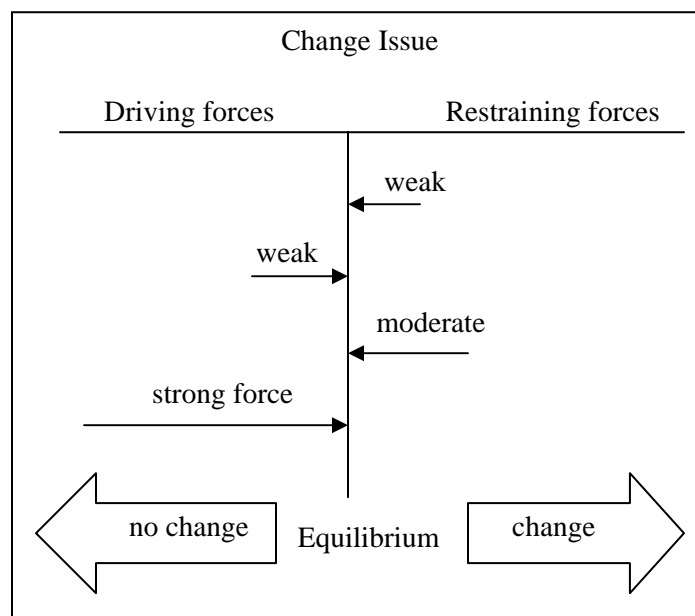 Change Issue
Driving forces
Restraining forces
weak
weak
moderate
strong force
no change
Equilibrium
change